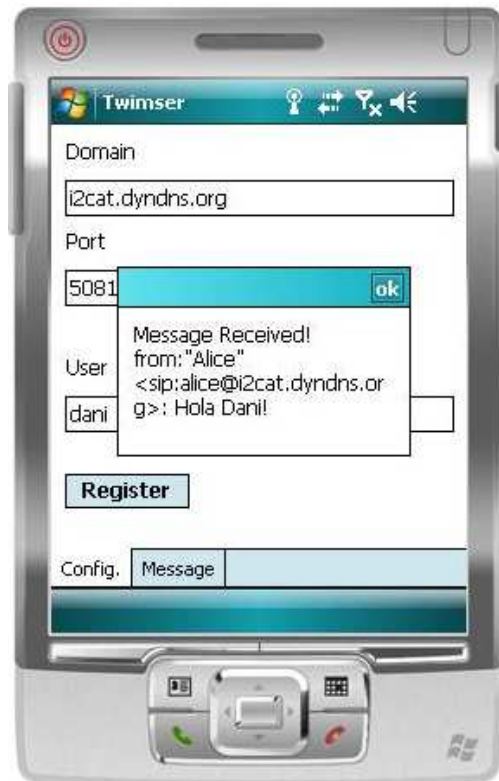 Twimser
Domain
i2cat.dyndns.org
Port
5081
ok
Message Received!
from:"Alice"
<sip:alice@i2cat.dyndns.or
g>: Hola Dani!
User
dani
Register
Config. Message